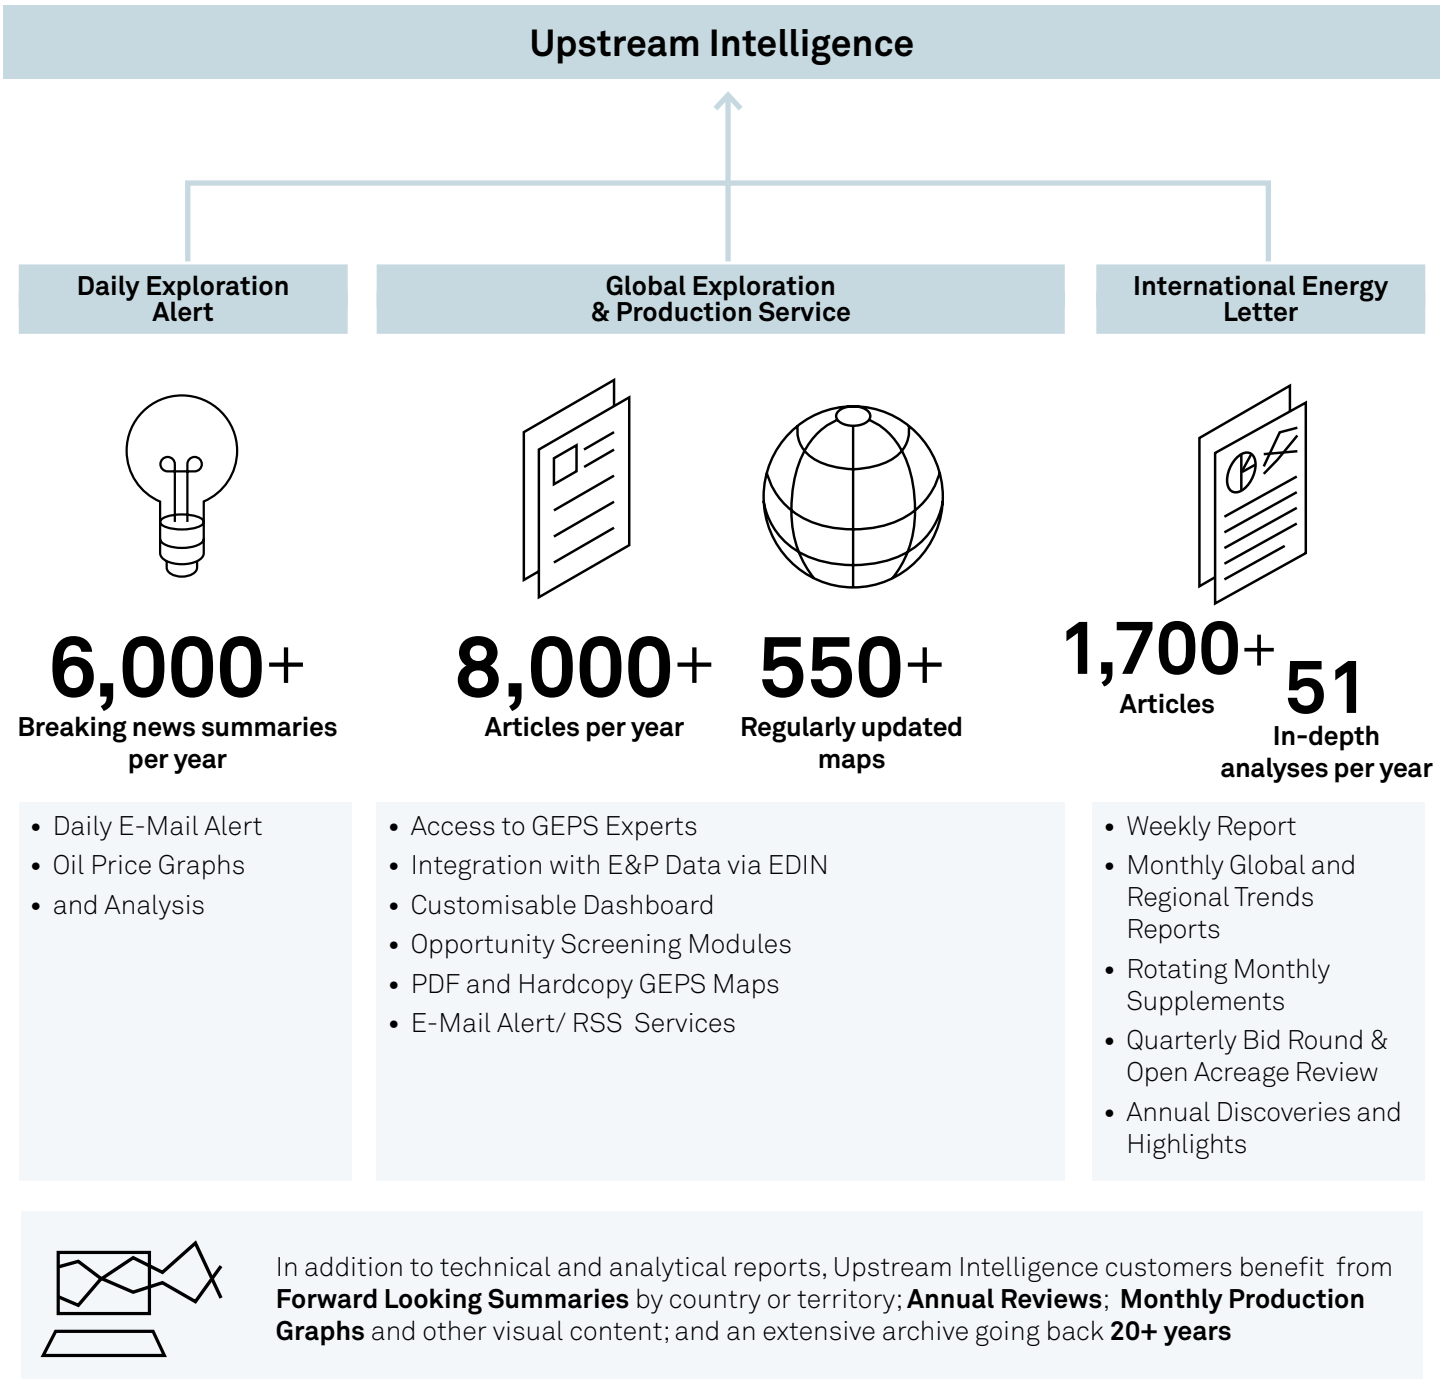 Upstream Intelligence
Daily Exploration
Alert
Global Exploration
& Production Service
International Energy
Letter
6,000+
Breaking news summaries
per year
8,000+
Articles per year
550+
Regularly updated
maps
1,700+
Articles
51
In-depth
analyses per year
• Daily E-Mail Alert
• Oil Price Graphs
• and Analysis
• Access to GEPS Experts
• Integration with E&P Data via EDIN
• Customisable Dashboard
• Opportunity Screening Modules
• PDF and Hardcopy GEPS Maps
• E-Mail Alert/ RSS  Services
• Weekly Report
• Monthly Global and
Regional Trends
Reports
• Rotating Monthly
Supplements
• Quarterly Bid Round &
Open Acreage Review
• Annual Discoveries and
Highlights
In addition to technical and analytical reports, Upstream Intelligence customers benefit  from
Forward Looking Summaries by country or territory; Annual Reviews;  Monthly Production
Graphs and other visual content; and an extensive archive going back 20+ years